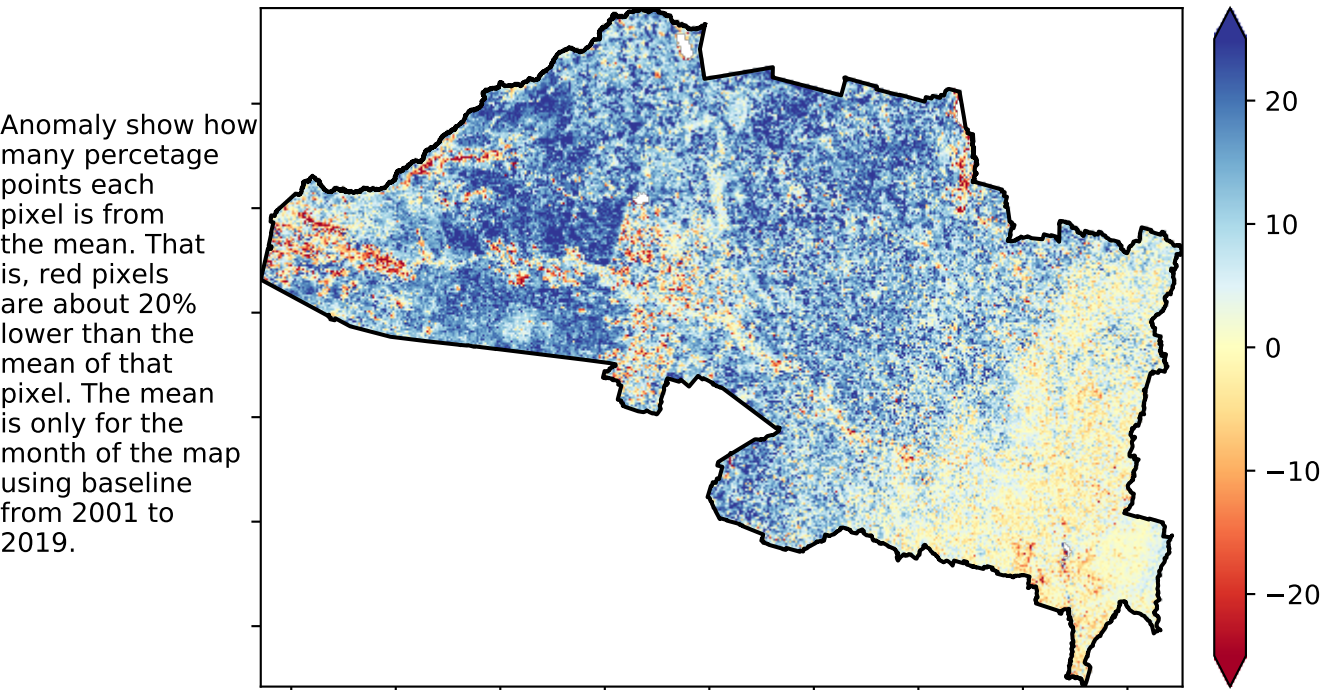 Anomaly show how
many percetage
points each
pixel is from
the mean. That
is, red pixels
are about 20%
lower than the
mean of that
pixel. The mean
is only for the
month of the map
using baseline
from 2001 to
2019.
20
10
0
−10
−20